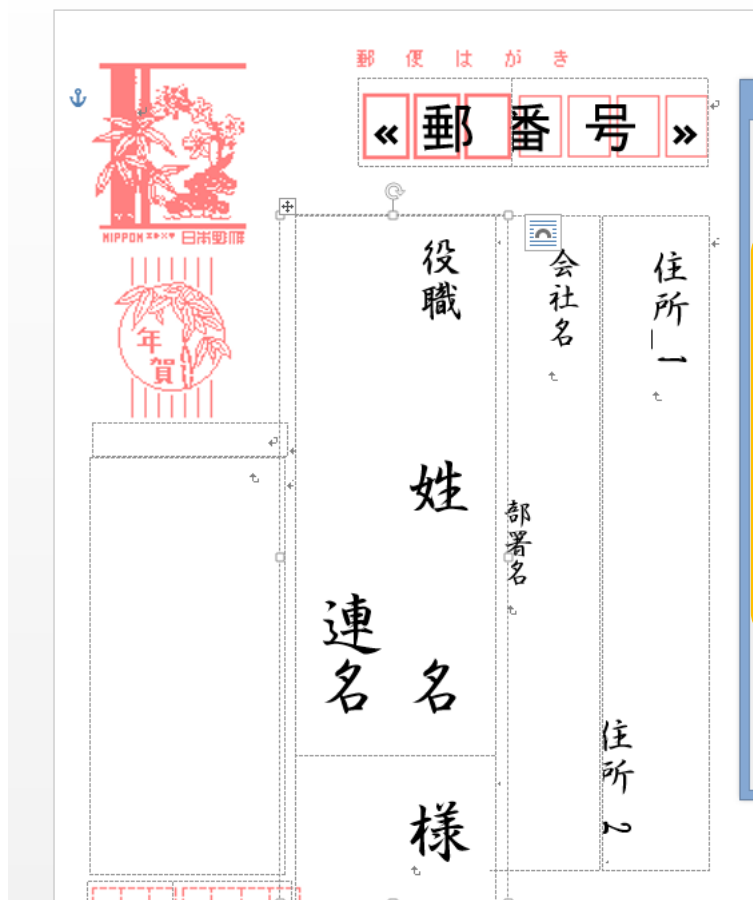 郵便はがき
«郵番号»
NIPPON
日本郵便
年賀
住所_1
住所 2
会社名
部署名
役職
姓 名
連名
様